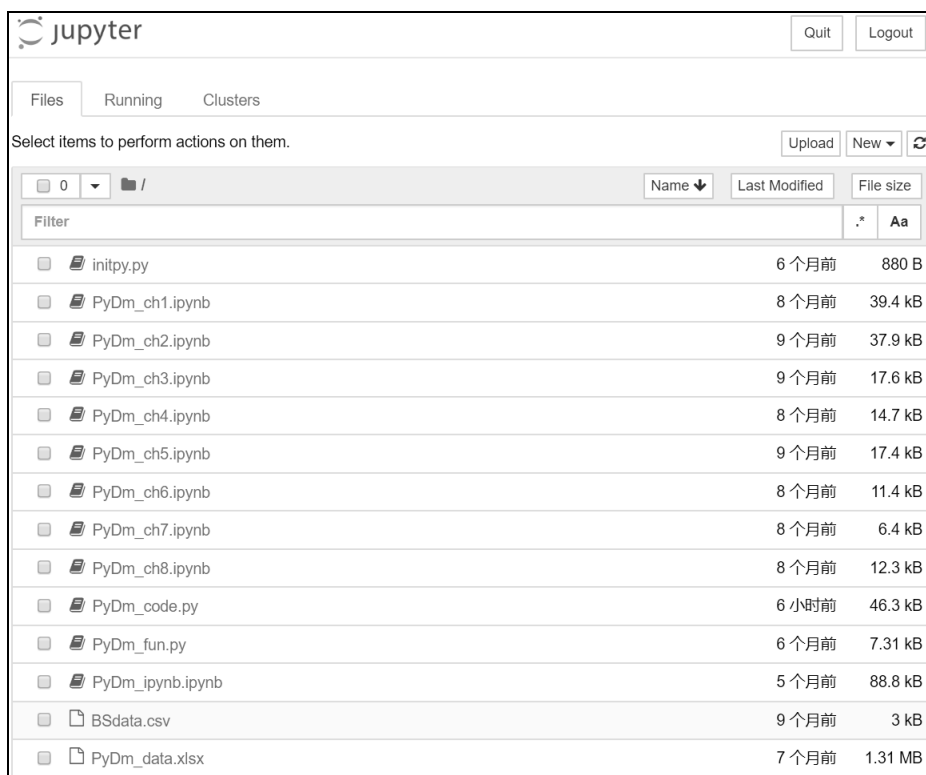 jupyter Quit Logout
Files Running Clusters
Select items to perform actions on them. Upload New
0 / Name Last Modified File size
Filter .* Aa
initpy.py 6 个月前 880 B
PyDm_ch1.ipynb 8 个月前 39.4 kB
PyDm_ch2.ipynb 9 个月前 37.9 kB
PyDm_ch3.ipynb 9 个月前 17.6 kB
PyDm_ch4.ipynb 8 个月前 14.7 kB
PyDm_ch5.ipynb 9 个月前 17.4 kB
PyDm_ch6.ipynb 8 个月前 11.4 kB
PyDm_ch7.ipynb 8 个月前 6.4 kB
PyDm_ch8.ipynb 8 个月前 12.3 kB
PyDm_code.py 6 小时前 46.3 kB
PyDm_fun.py 6 个月前 7.31 kB
PyDm_ipynb.ipynb 5 个月前 88.8 kB
BSdata.csv 9 个月前 3 kB
PyDm_data.xlsx 7 个月前 1.31 MB